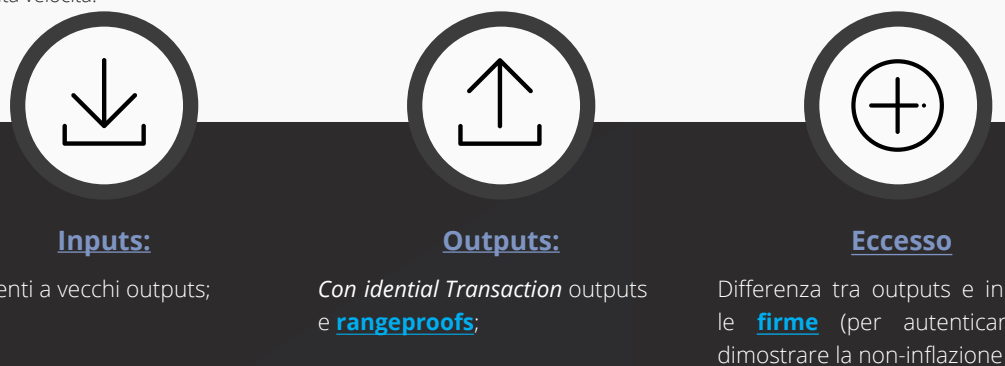 velocità.
Inputs:
a vecchi outputs;
Outputs:
Con idential Transaction outputs
e rangeproofs;
Eccesso
Differenza tra outputs e in
le firme (per autenticar
dimostrare la non-inflazione